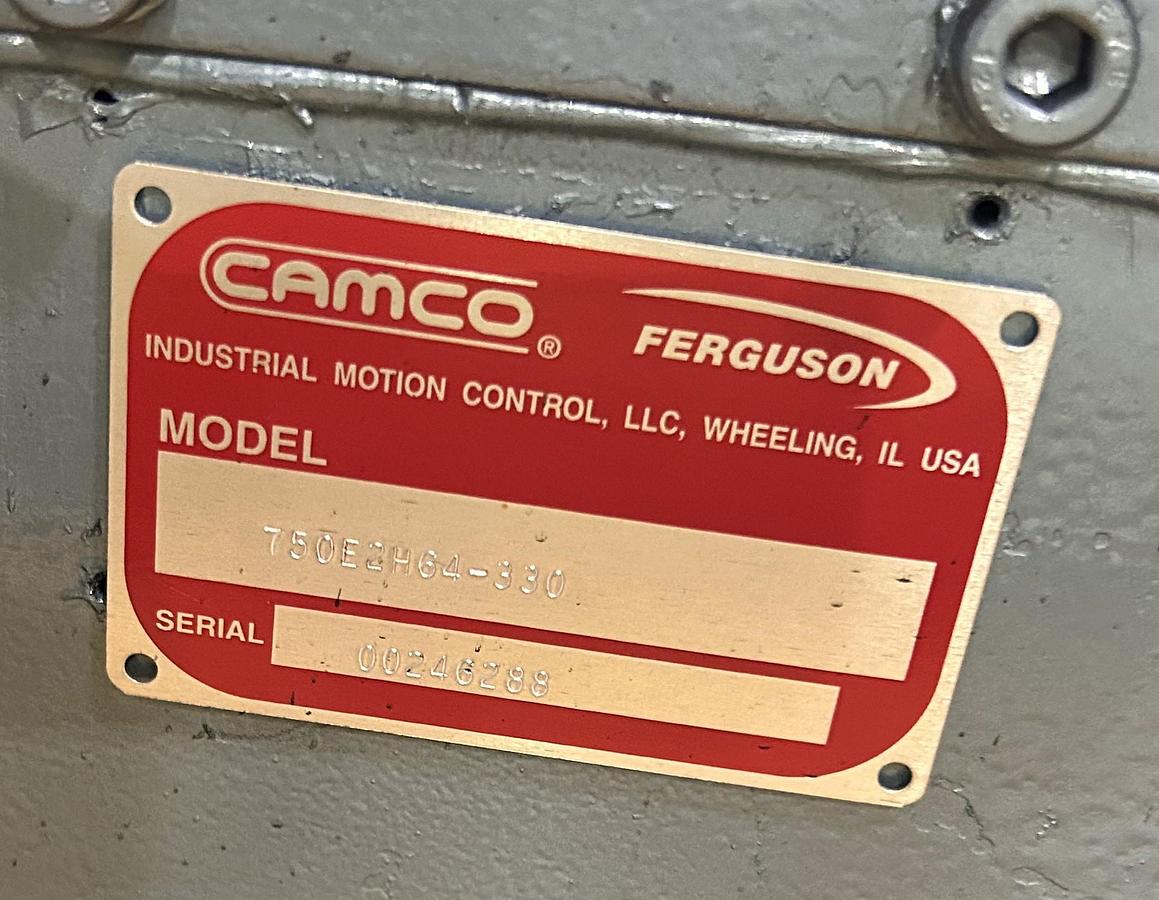 CAMCO®
FERGUSON
INDUSTRIAL MOTION CONTROL, LLC, WHEELING, IL USA
MODEL
750E2H64-330
SERIAL
00246288